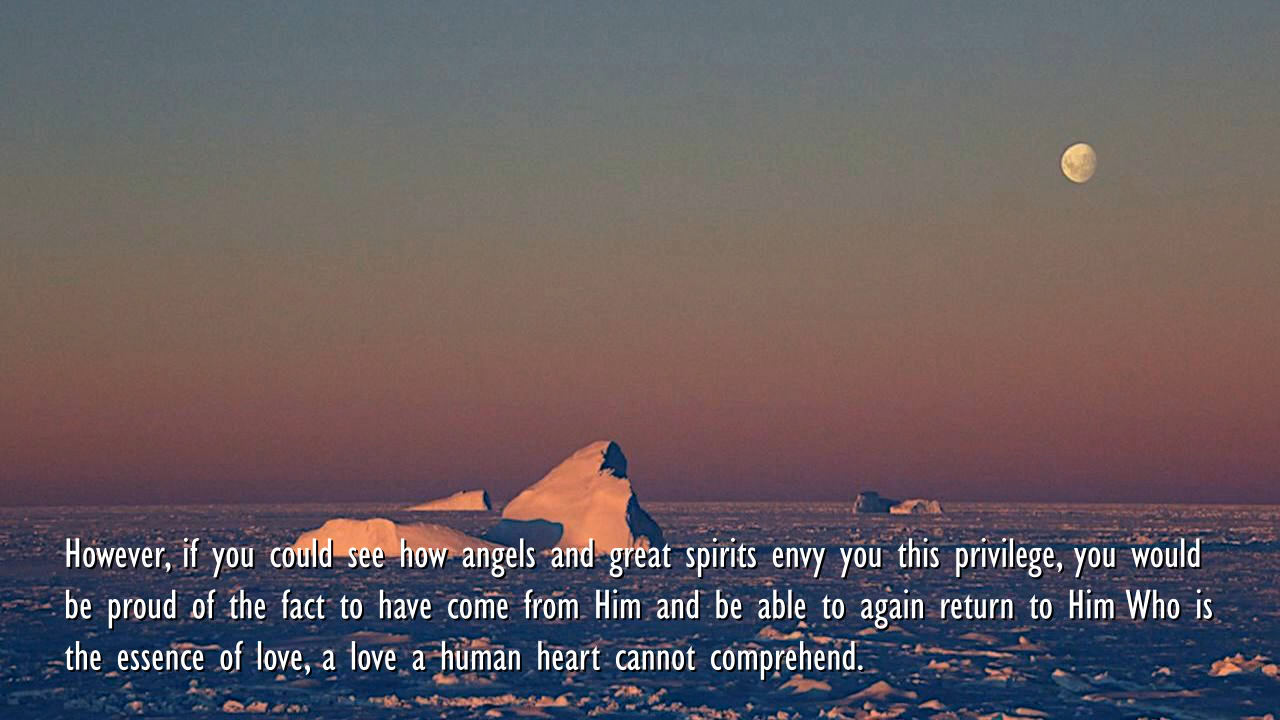 However, if you could see how angels and great spirits envy you this privilege, you would
be proud of the fact to have come from Him and be able to again return to Him Who is
the essence of love, a love a human heart cannot comprehend.